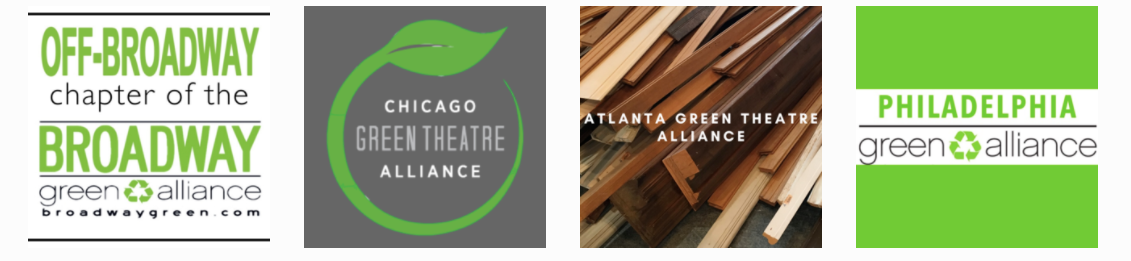 OFF-BROADWAY
chapter of the
BROADWAY
green alliance
broadwaygreen.com
CHICAGO
GREEN THEATRE
ALLIANCE
ATLANTA GREEN THEATRE
ALLIANCE
PHILADELPHIA
green alliance